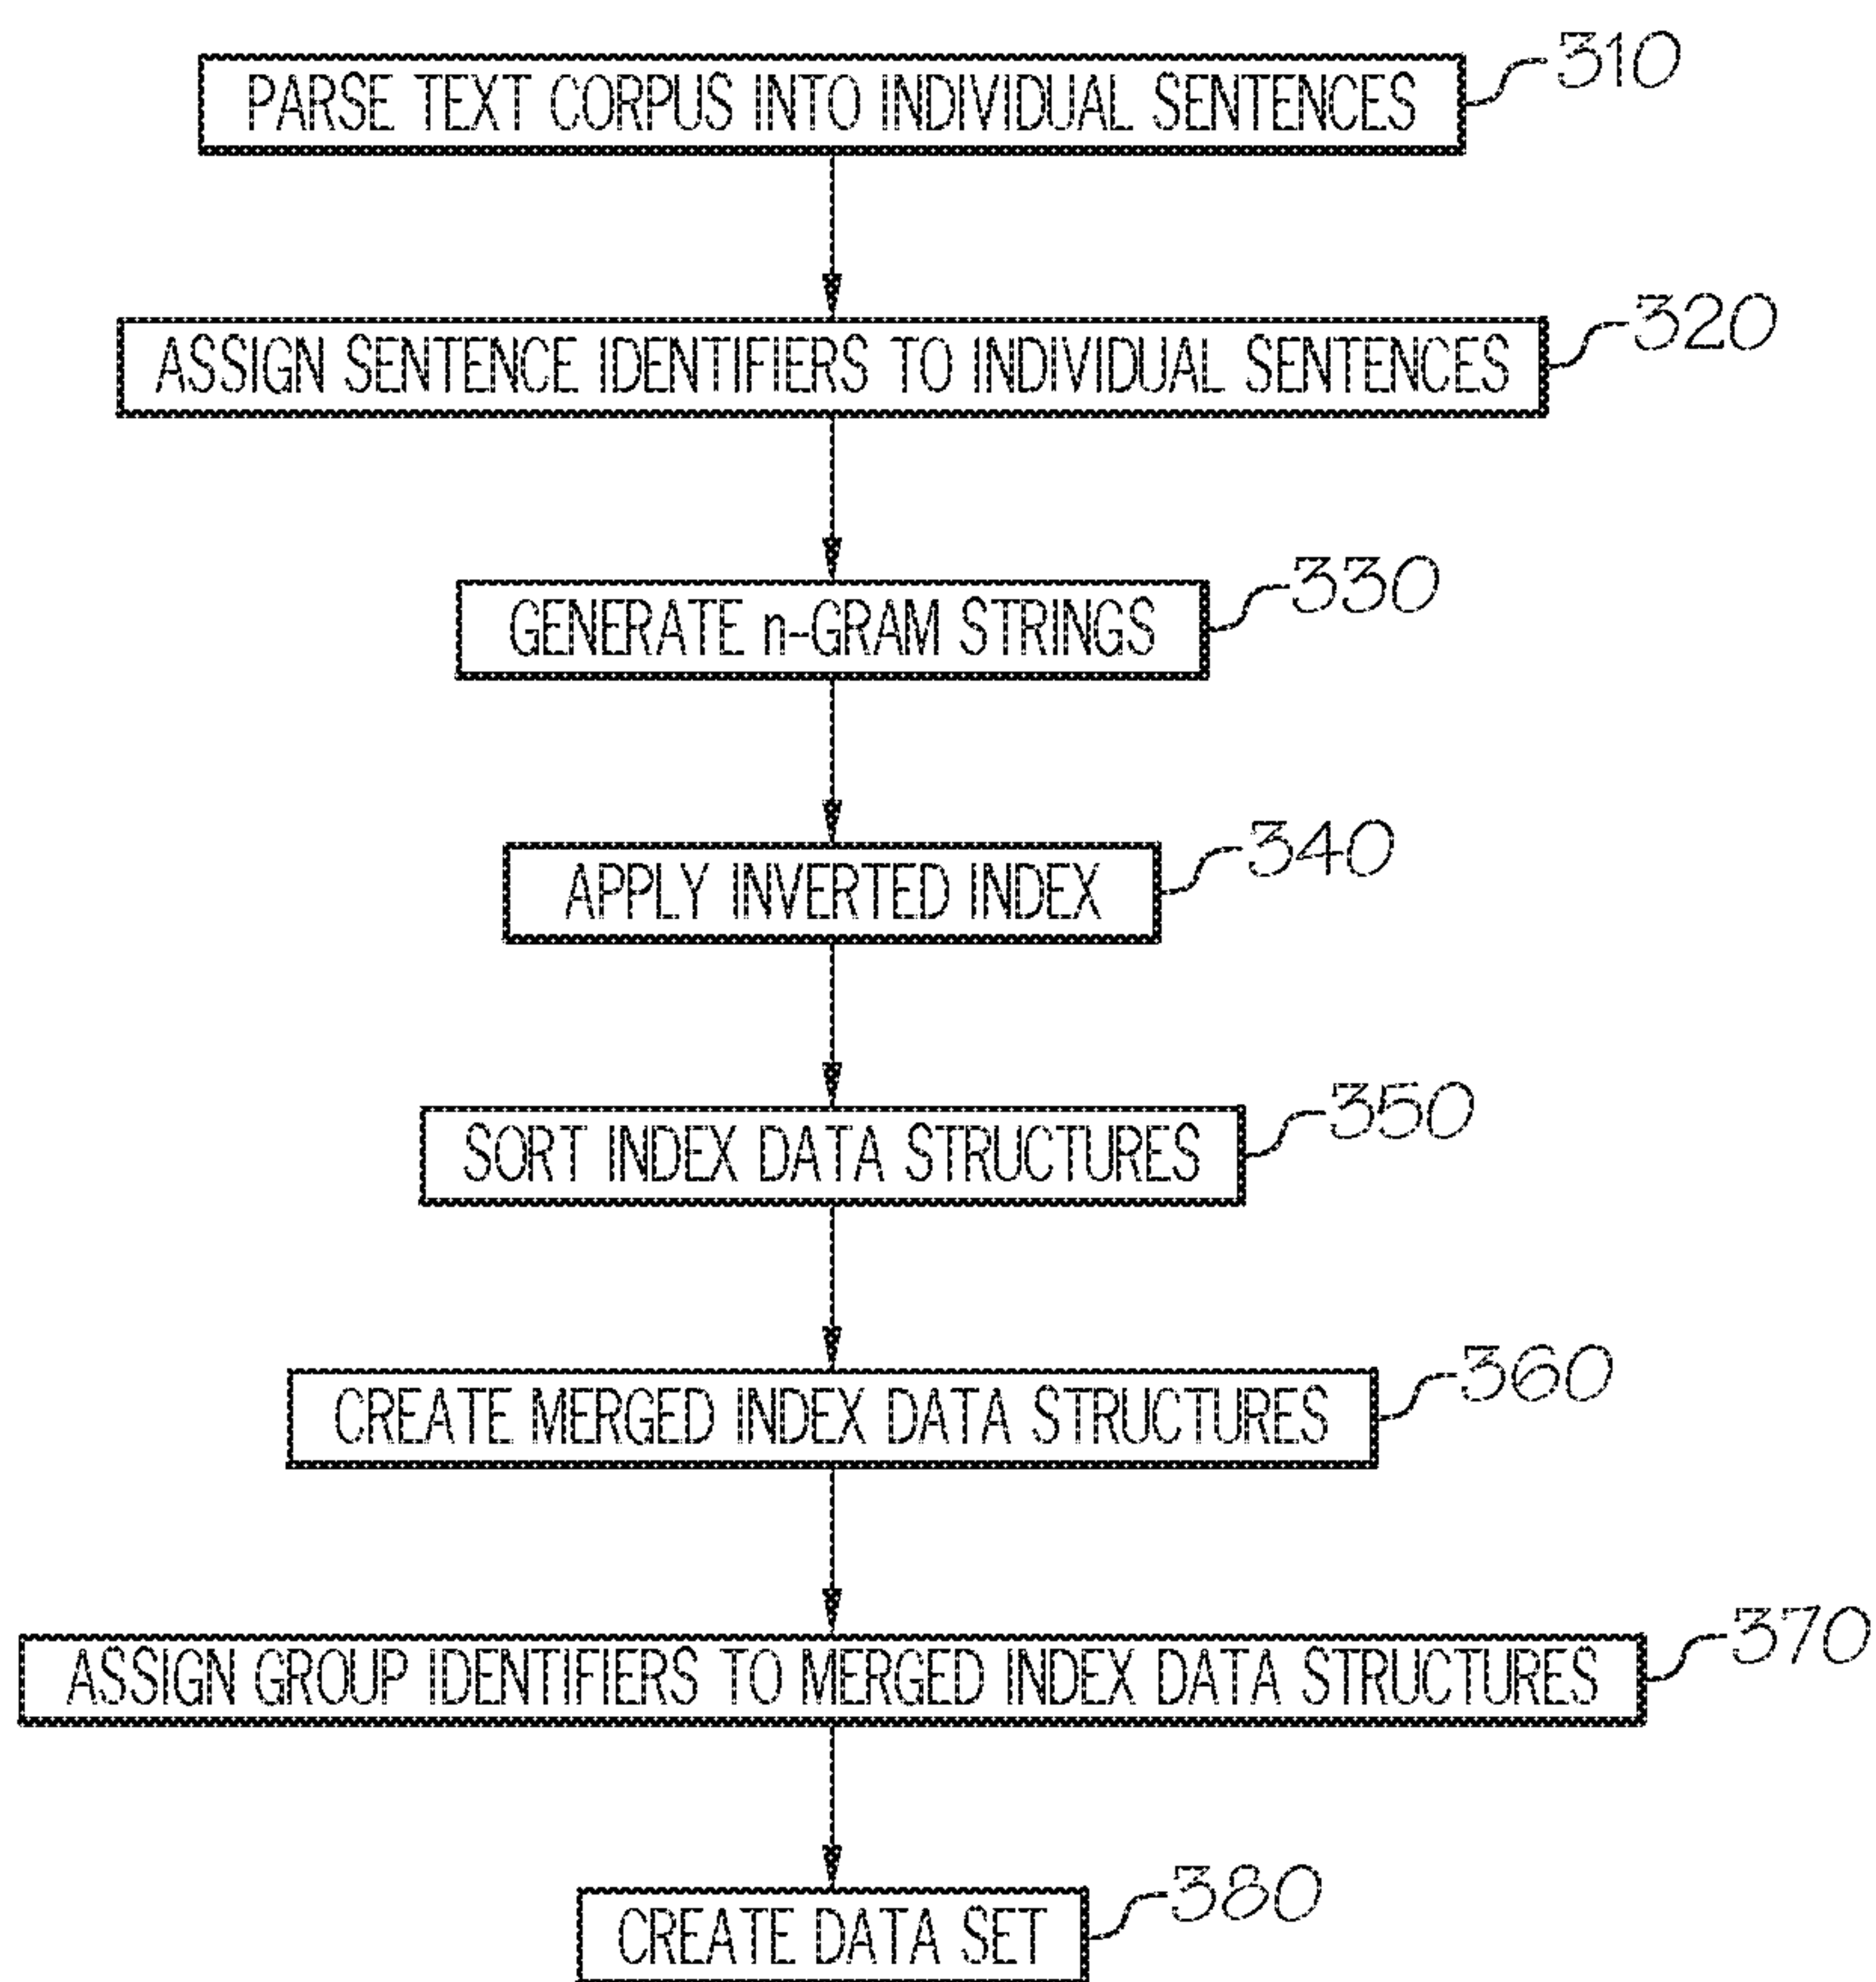 PARSE TEXT CORPUS INTO INDIVIDUAL SENTENCES 310
ASSIGN SENTENCE IDENTIFIERS TO INDIVIDUAL SENTENCES 320
GENERATE n-GRAM STRINGS 330
APPLY INVERTED INDEX 340
SORT INDEX DATA STRUCTURES 350
CREATE MERGED INDEX DATA STRUCTURES 360
ASSIGN GROUP IDENTIFIERS TO MERGED INDEX DATA STRUCTURES 370
CREATE DATA SET 380